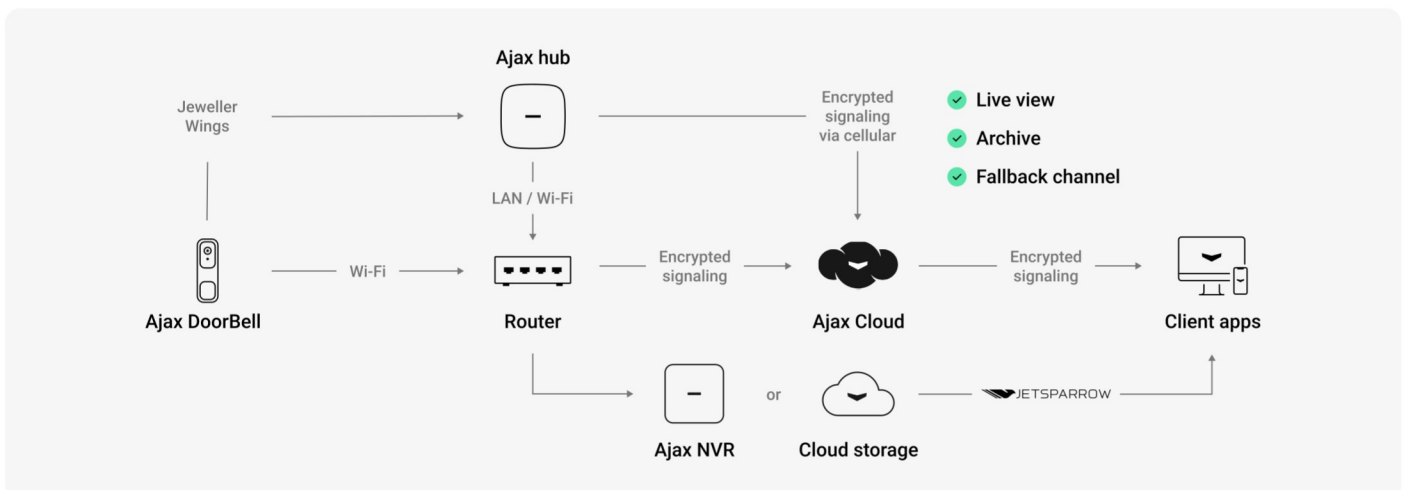 Ajax hub
Jeweller
Wings
Encrypted
signaling
via cellular
Live view
Archive
Fallback channel
LAN / Wi-Fi
Wi-Fi
Encrypted
signaling
Encrypted
signaling
Ajax DoorBell
Router
Ajax Cloud
Client apps
or
JETSPARROW
Ajax NVR
Cloud storage